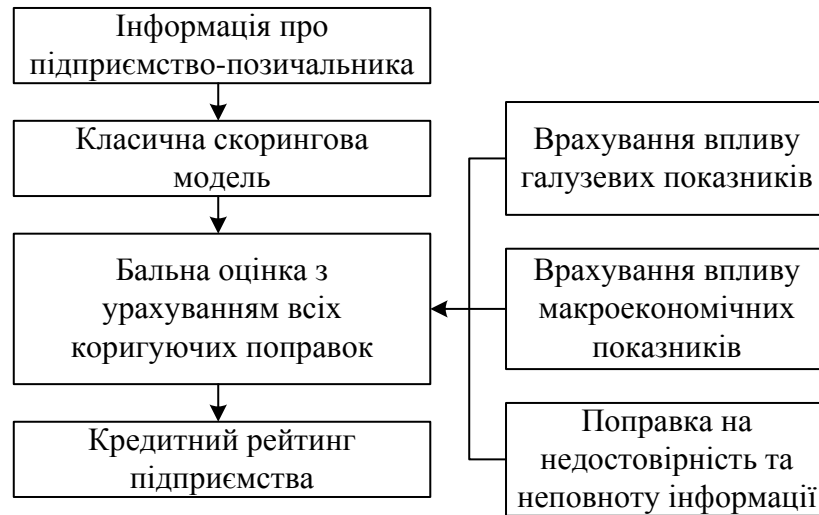 Інформація про
підприємство-позичальника
Класична скорингова
модель
Бальна оцінка з
урахуванням всіх
коригуючих поправок
Кредитний рейтинг
підприємства
Врахування впливу
галузевих показників
Врахування впливу
макроекономічних
показників
Поправка на
недостовірність та
неповноту інформації